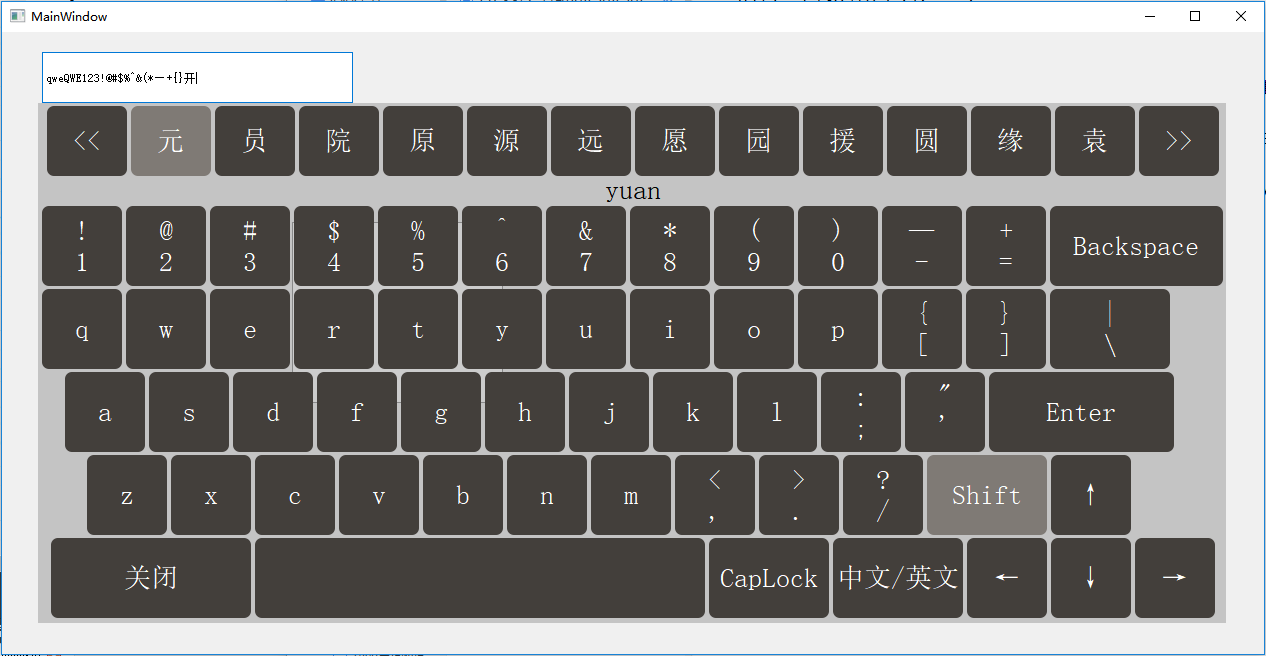 MainWindow
qweQWE123!@#$%^&(*一+{}开
<< 元 员 院 原 源 远 愿 园 援 圆 缘 袁 >>
yuan
! @ # $ % ^ & * ( ) — +
1 2 3 4 5 6 7 8 9 0 - = Backspace
{ } |
q w e r t y u i o p [ ] \
: "
a s d f g h j k l ; , Enter
< > ?
z x c v b n m , . / Shift ↑
关闭 CapLock 中文/英文 ← ↓ →